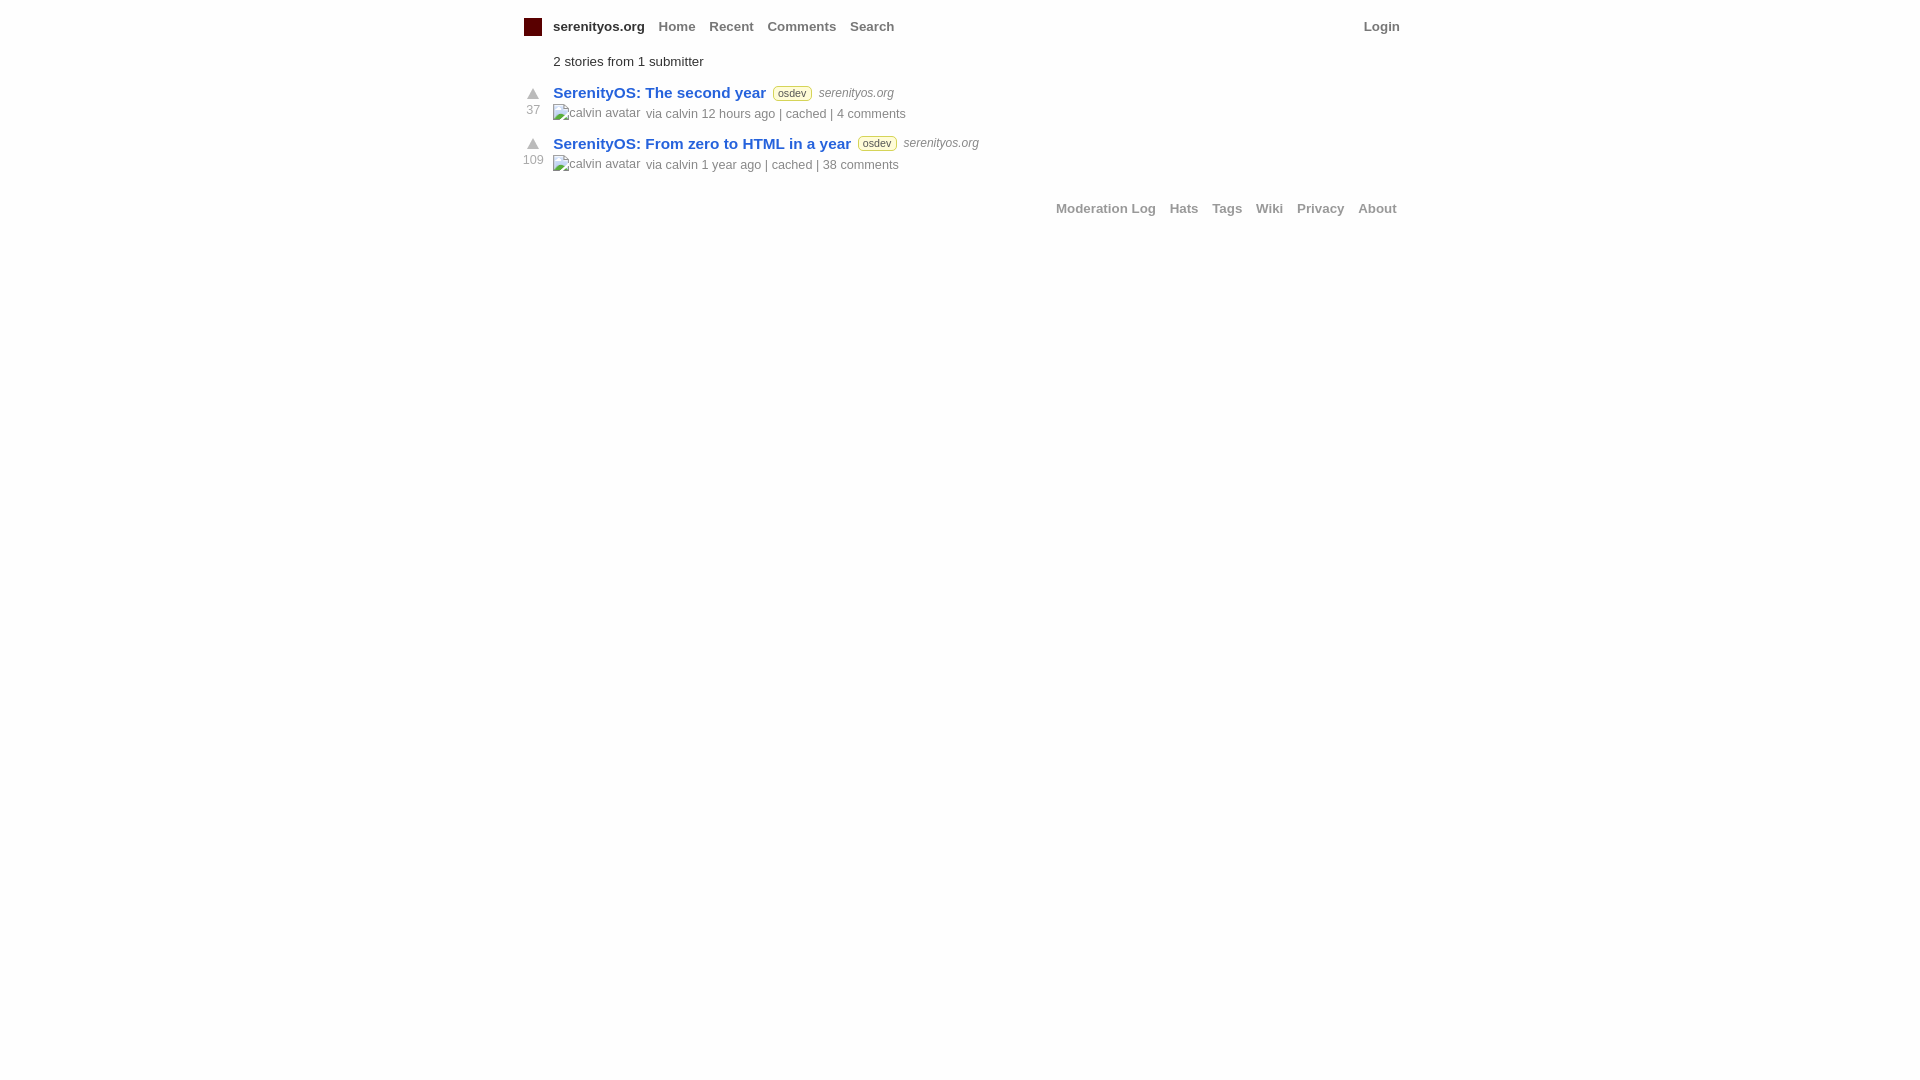 serenityos.org Home Recent Comments Search Login
2 stories from 1 submitter
SerenityOS: The second year osdev serenityos.org
37
calvin avatar via calvin 12 hours ago | cached | 4 comments
SerenityOS: From zero to HTML in a year osdev serenityos.org
109
calvin avatar via calvin 1 year ago | cached | 38 comments
Moderation Log Hats Tags Wiki Privacy About